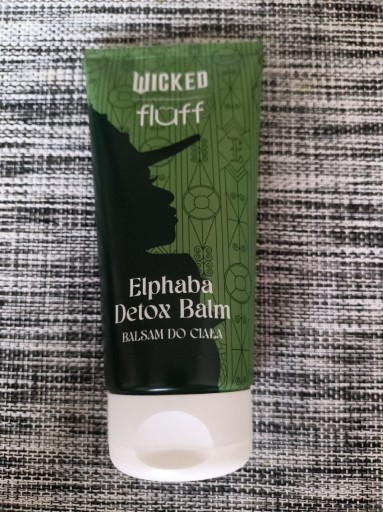 WICKED
fluff
Elphaba
Detox Balm
BALSAM DO CIAŁA